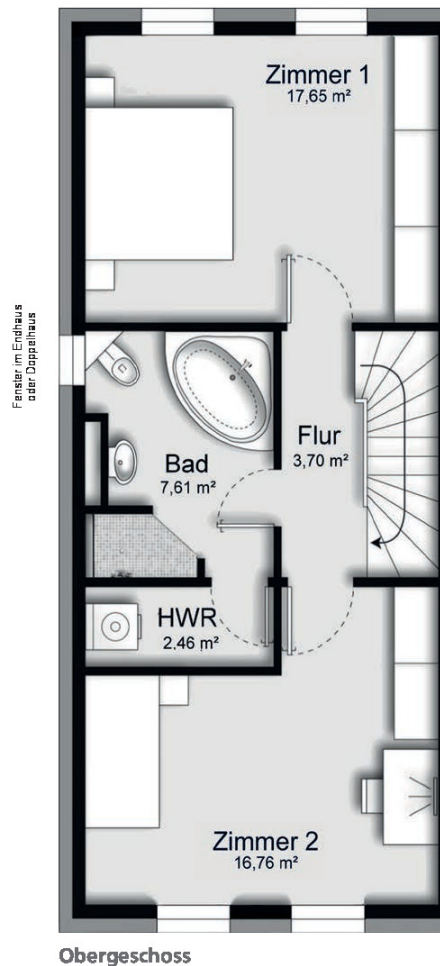 Zimmer 1
17,65 m²
Fenster im Endhaus
oder Doppelhaus
Flur
3,70 m²
Bad
7,61 m²
HWR
2.46 m²
Zimmer 2
16,76 m²
Obergeschoss